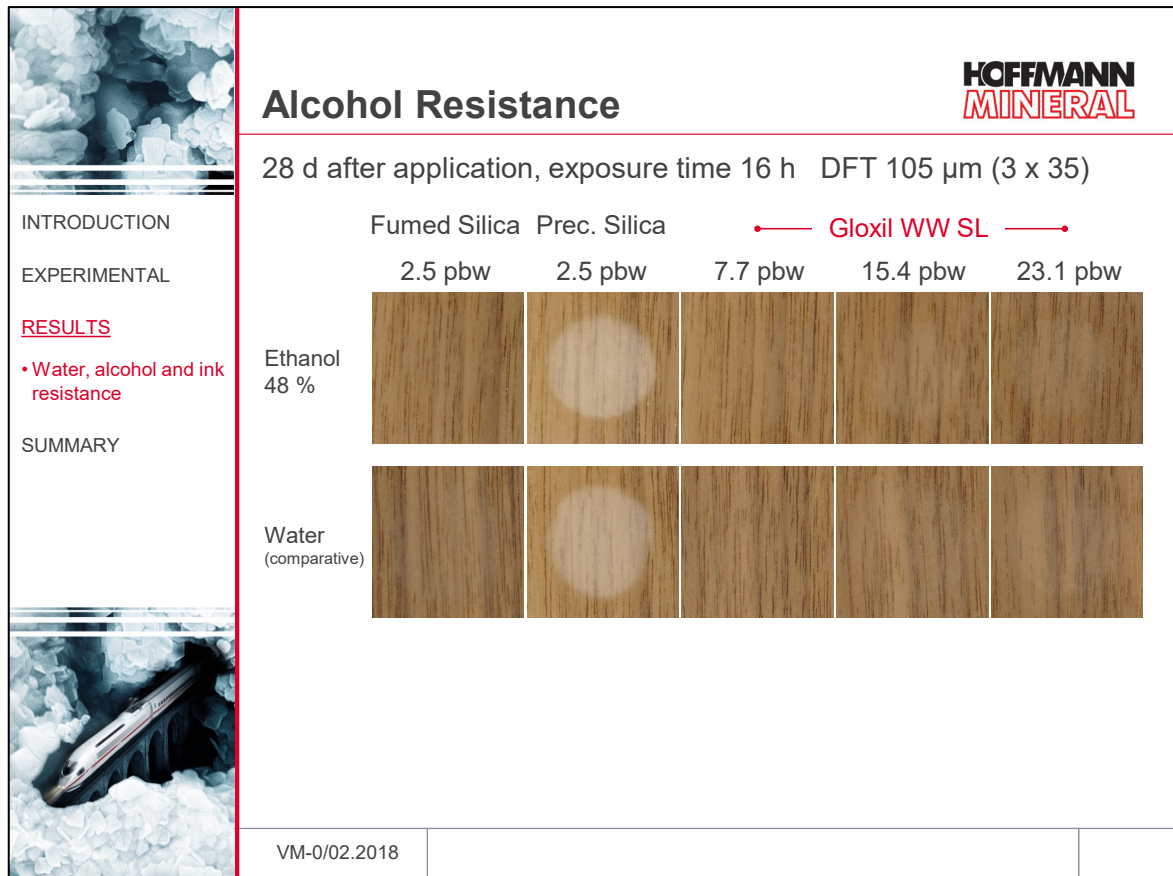 Alcohol Resistance
HOFFMANN
MINERAL
28 d after application, exposure time 16 h DFT 105 µm (3 x 35)
INTRODUCTION
EXPERIMENTAL
RESULTS
• Water, alcohol and ink
resistance
SUMMARY
Fumed Silica Prec. Silica Gloxil WW SL
2.5 pbw 2.5 pbw 7.7 pbw 15.4 pbw 23.1 pbw
Ethanol
48 %
Water
(comparative)
VM-0/02.2018